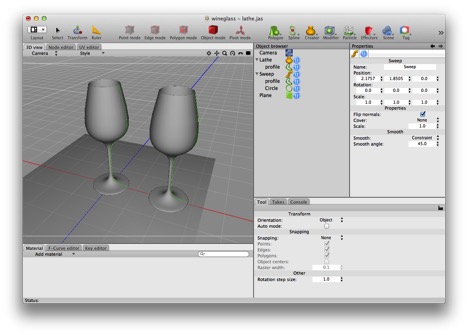 wineglass – lathe.jas
Layout Select Transform Ruler Point mode Edge mode Polygon mode Object mode Pivot mode Polygon Spline Creator Modifier Particle Effectors Scene Tag
3D view Node editor UV editor
Camera Style
Object browser
Camera
Lathe
profile
Sweep
profile
Circle
Plane
Properties
Sweep
Name: Sweep
Position:
2.1757 1.8505 0.0
Rotation:
0.0 0.0 0.0
Scale:
1.0 1.0 1.0
Properties
Flip normals:
Cover: None
Scale: 1.0
Smooth
Smooth: Constraint
Smooth angle: 45.0
Tool Takes Console
Transform
Orientation: Object
Auto mode:
Snapping
Snapping: None
Points:
Edges:
Polygons:
Object centers:
Raster width: 0.1
Other
Rotation step size: 1.0
Material F-Curve editor Key editor
Add material
Status: